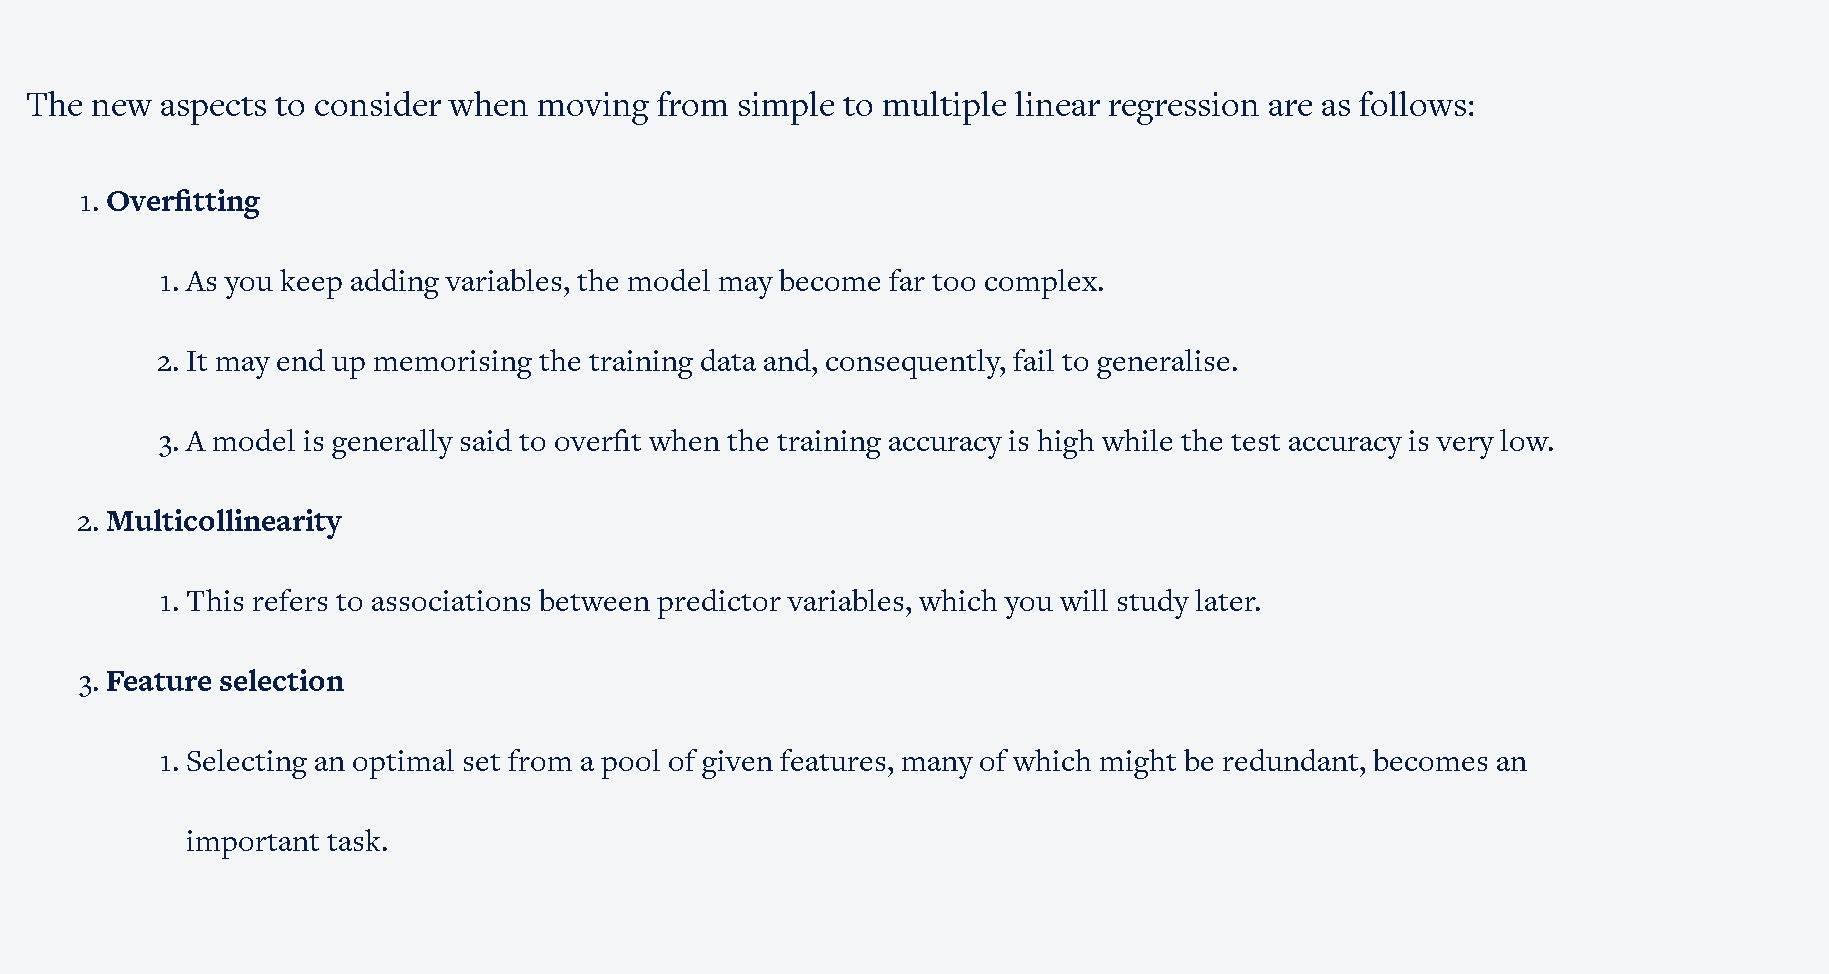 The new aspects to consider when moving from simple to multiple linear regression are as follows:
1. Overfitting
1. As you keep adding variables, the model may become far too complex.
2. It may end up memorising the training data and, consequently, fail to generalise.
3. A model is generally said to overfit when the training accuracy is high while the test accuracy is very low.
2. Multicollinearity
1. This refers to associations between predictor variables, which you will study later.
3. Feature selection
1. Selecting an optimal set from a pool of given features, many of which might be redundant, becomes an
important task.